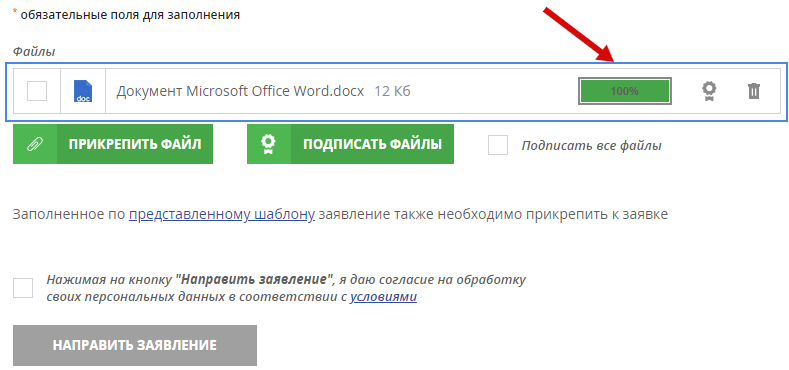 * обязательные поля для заполнения
Файлы
doc Документ Microsoft Office Word.docx 12 Кб 100%
ПРИКРЕПИТЬ ФАЙЛ ПОДПИСАТЬ ФАЙЛЫ Подписать все файлы
Заполненное по представленному шаблону заявление также необходимо прикрепить к заявке
Нажимая на кнопку "Направить заявление", я даю согласие на обработку
своих персональных данных в соответствии с условиями
НАПРАВИТЬ ЗАЯВЛЕНИЕ